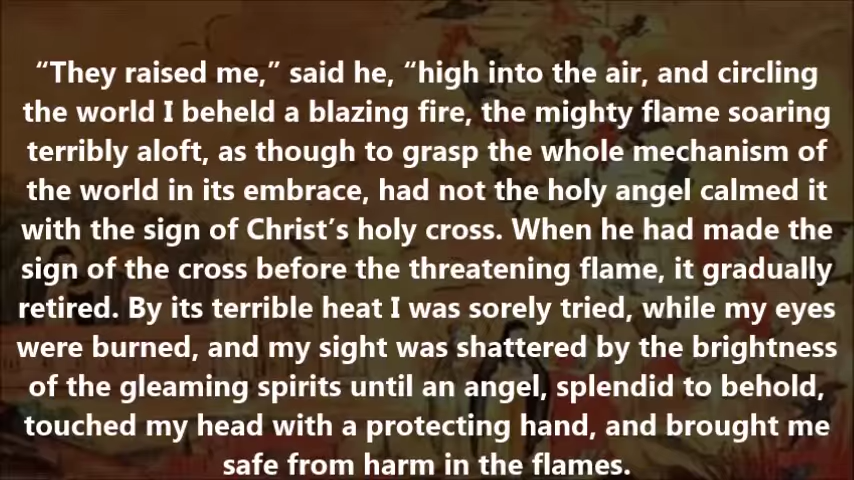 “They raised me,” said he, “high into the air, and circling
the world I beheld a blazing fire, the mighty flame soaring
terribly aloft, as though to grasp the whole mechanism of
the world in its embrace, had not the holy angel calmed it
with the sign of Christ’s holy cross. When he had made the
sign of the cross before the threatening flame, it gradually
retired. By its terrible heat I was sorely tried, while my eyes
were burned, and my sight was shattered by the brightness
of the gleaming spirits until an angel, splendid to behold,
touched my head with a protecting hand, and brought me
safe from harm in the flames.